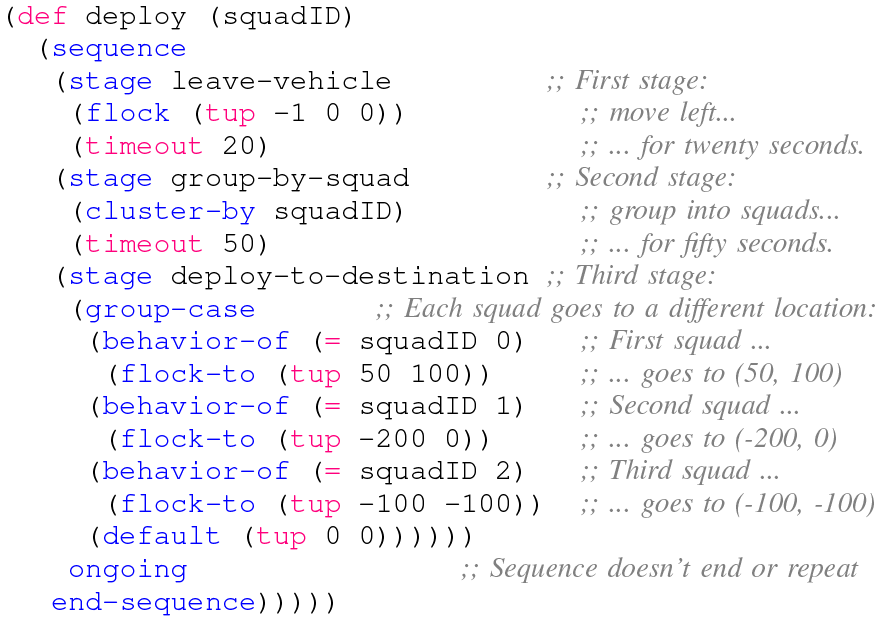 (def deploy (squadID)
(sequence
(stage leave-vehicle ;; First stage:
(flock (tup -1 0 0)) ;; move left...
(timeout 20) ;; ... for twenty seconds.
(stage group-by-squad ;; Second stage:
(cluster-by squadID) ;; group into squads...
(timeout 50) ;; ... for fifty seconds.
(stage deploy-to-destination ;; Third stage:
(group-case ;; Each squad goes to a different location:
(behavior-of (= squadID 0) ;; First squad ...
(flock-to (tup 50 100)) ;; ... goes to (50, 100)
(behavior-of (= squadID 1) ;; Second squad ...
(flock-to (tup -200 0)) ;; ... goes to (-200, 0)
(behavior-of (= squadID 2) ;; Third squad ...
(flock-to (tup -100 -100)) ;; ... goes to (-100, -100)
(default (tup 0 0))))))
ongoing ;; Sequence doesn't end or repeat
end-sequence)))))